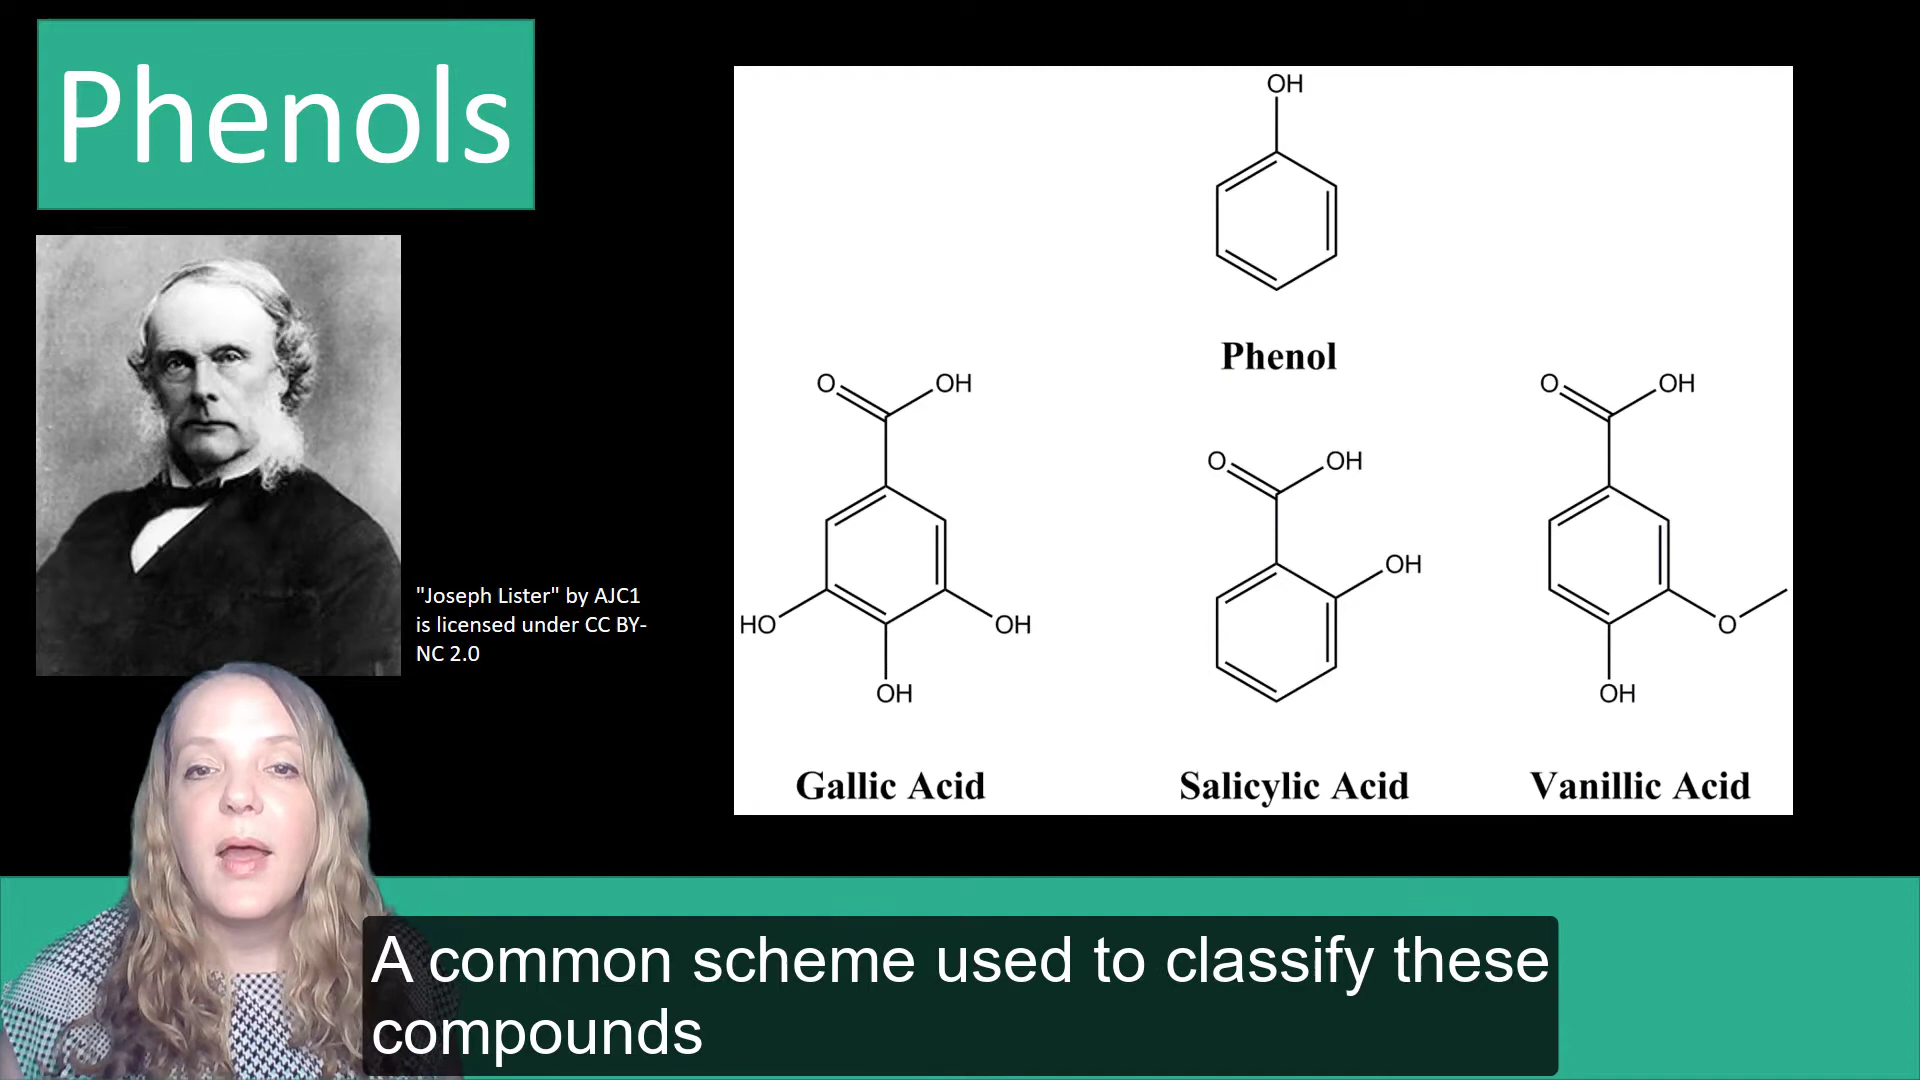 Phenols
OH
Phenol
O OH
HO OH
OH
Gallic Acid
O OH
OH
Salicylic Acid
O OH
O
OH
Vanillic Acid
"Joseph Lister" by AJC1
is licensed under CC BY-
NC 2.0
A common scheme used to classify these
compounds